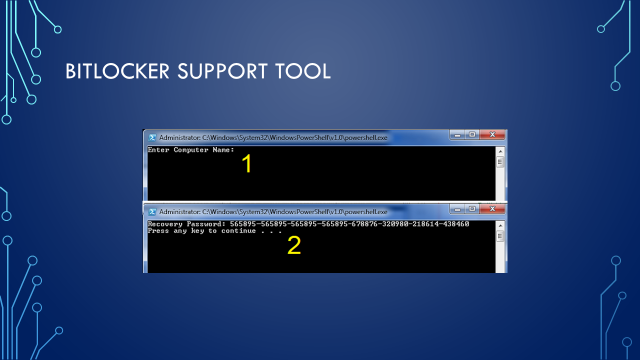 BITLOCKER SUPPORT TOOL
Administrator: C:\Windows\System32\WindowsPowerShell\v1.0\powershell.exe
Enter Computer Name:
1
Administrator: C:\Windows\System32\WindowsPowerShell\v1.0\powershell.exe
Recovery Password: 565895-565895-565895-565895-678876-320980-218614-438460
Press any key to continue . . .
2